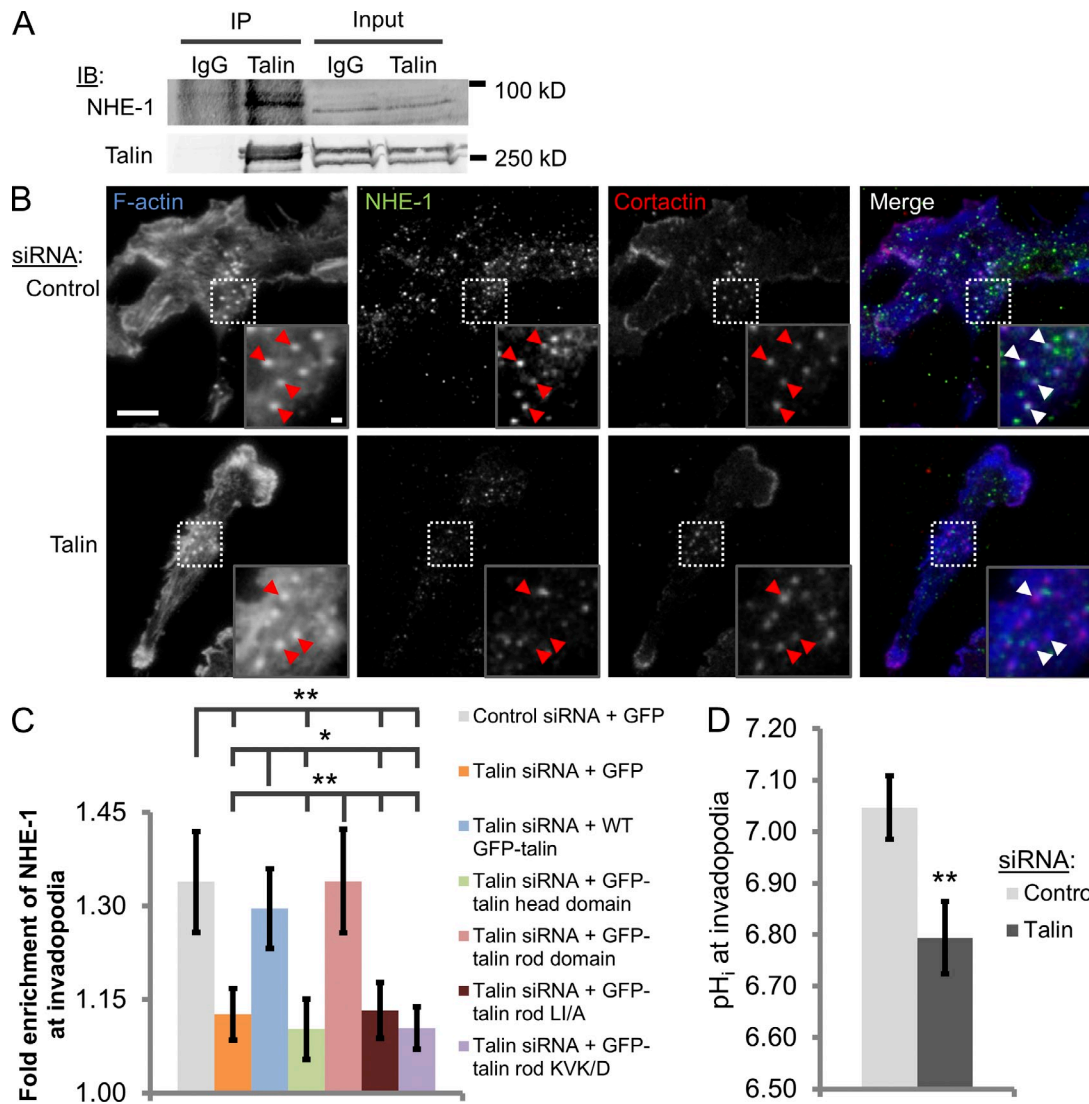 A
IP
Input
IgG
Talin
IgG
Talin
IB:
NHE-1
100 kD
Talin
250 kD
B
F-actin
NHE-1
Cortactin
Merge
siRNA:
Control
Talin
C
**
*
**
Fold enrichment of NHE-1
at invadopodia
1.45
1.30
1.15
1.00
Control siRNA + GFP
Talin siRNA + GFP
Talin siRNA + WT
GFP-talin
Talin siRNA + GFP-
talin head domain
Talin siRNA + GFP-
talin rod domain
Talin siRNA + GFP-
talin rod LI/A
Talin siRNA + GFP-
talin rod KVK/D
D
pHi at invadopodia
7.20
7.10
7.00
6.90
6.80
6.70
6.60
6.50
**
siRNA:
Contro
Talin